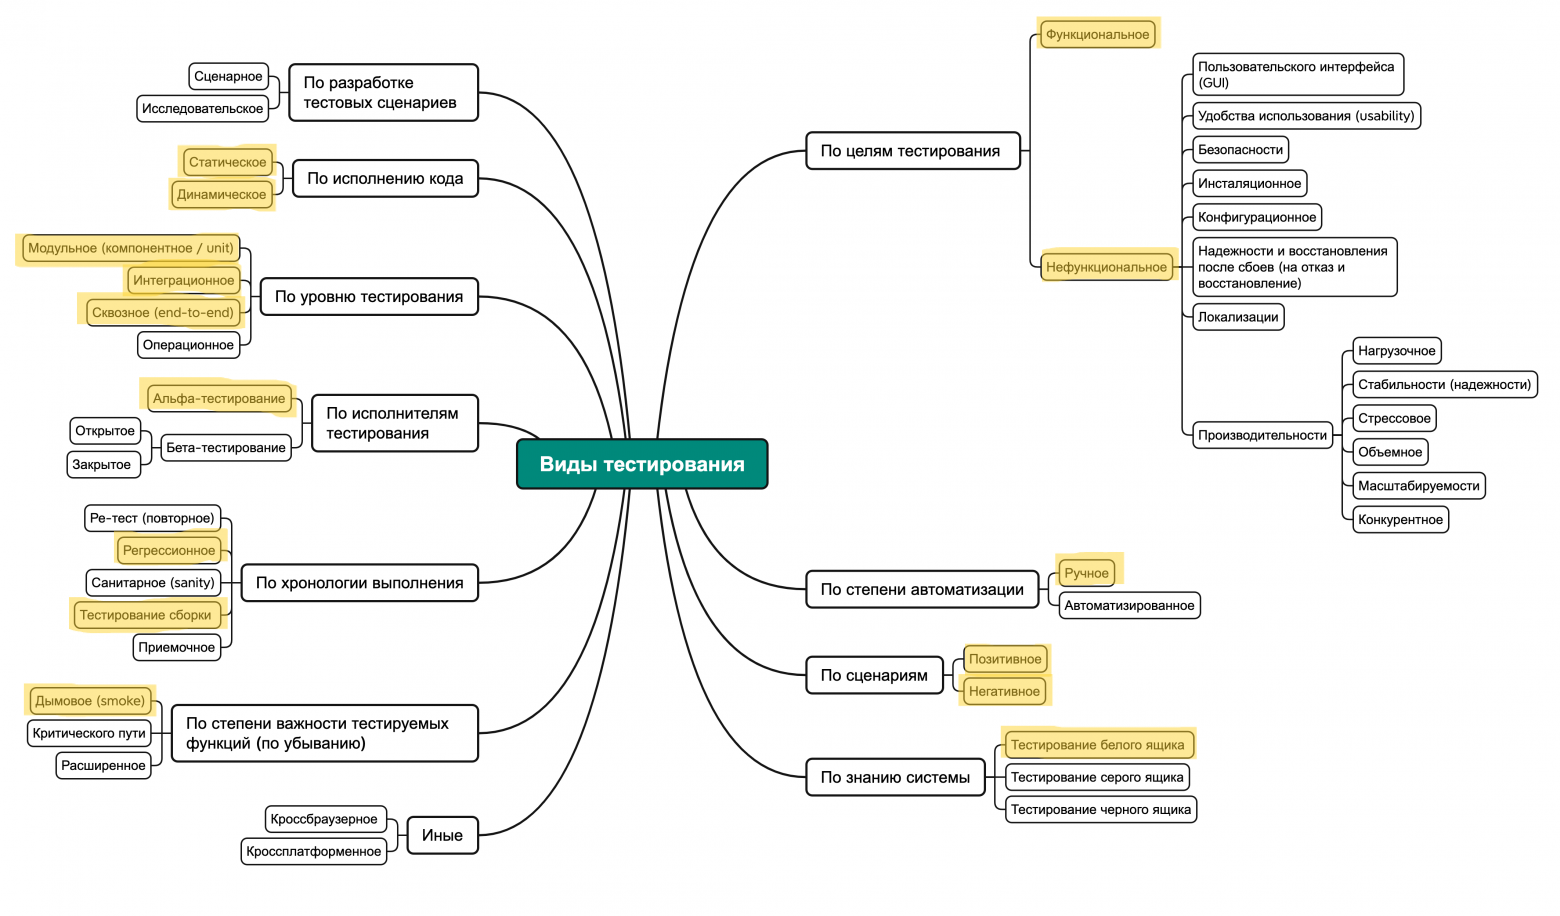 Виды тестирования
По разработке
тестовых сценариев
Сценарное
Исследовательское
По исполнению кода
Статическое
Динамическое
По уровню тестирования
Модульное (компонентное / unit)
Интеграционное
Сквозное (end-to-end)
Операционное
По исполнителям
тестирования
Альфа-тестирование
Бета-тестирование
Открытое
Закрытое
По хронологии выполнения
Ре-тест (повторное)
Регрессионное
Санитарное (sanity)
Тестирование сборки
Приемочное
По степени важности тестируемых
функций (по убыванию)
Дымовое (smoke)
Критического пути
Расширенное
Иные
Кроссбраузерное
Кроссплатформенное
По целям тестирования
Функциональное
Нефункциональное
Пользовательского интерфейса
(GUI)
Удобства использования (usability)
Безопасности
Инсталяционное
Конфигурационное
Надежности и восстановления
после сбоев (на отказ и
восстановление)
Локализации
Производительности
Нагрузочное
Стабильности (надежности)
Стрессовое
Объемное
Масштабируемости
Конкурентное
По степени автоматизации
Ручное
Автоматизированное
По сценариям
Позитивное
Негативное
По знанию системы
Тестирование белого ящика
Тестирование серого ящика
Тестирование черного ящика